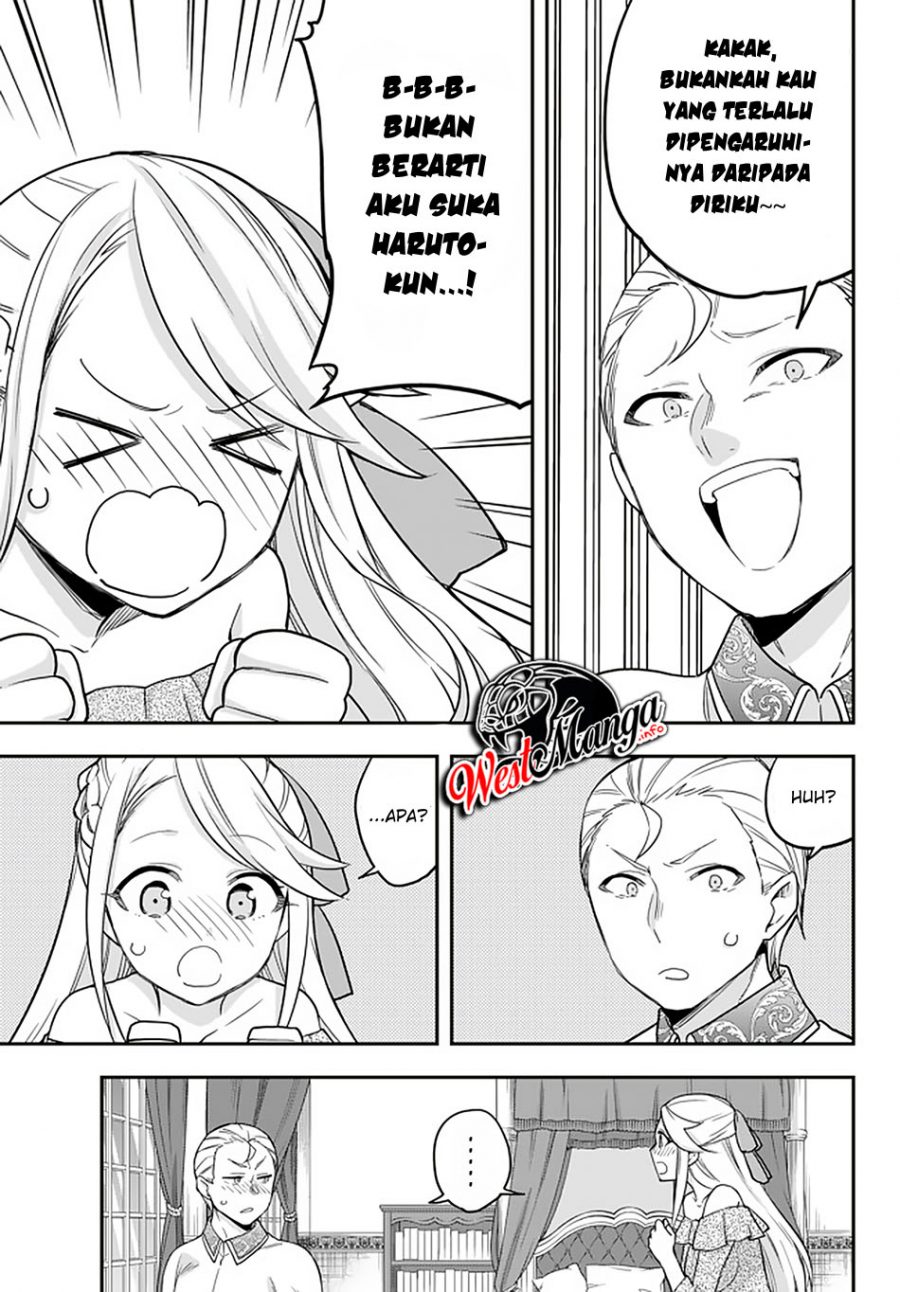 KAKAK,
BUKANKAH KAU
YANG TERLALU
DIPENGARUHI-
NYA DARIPADA
DIRIKU~~
B-B-B-
BUKAN
BERARTI
AKU SUKA
HARUTO-
KUN...!
WestManga
.info
HUH?
...APA?
......